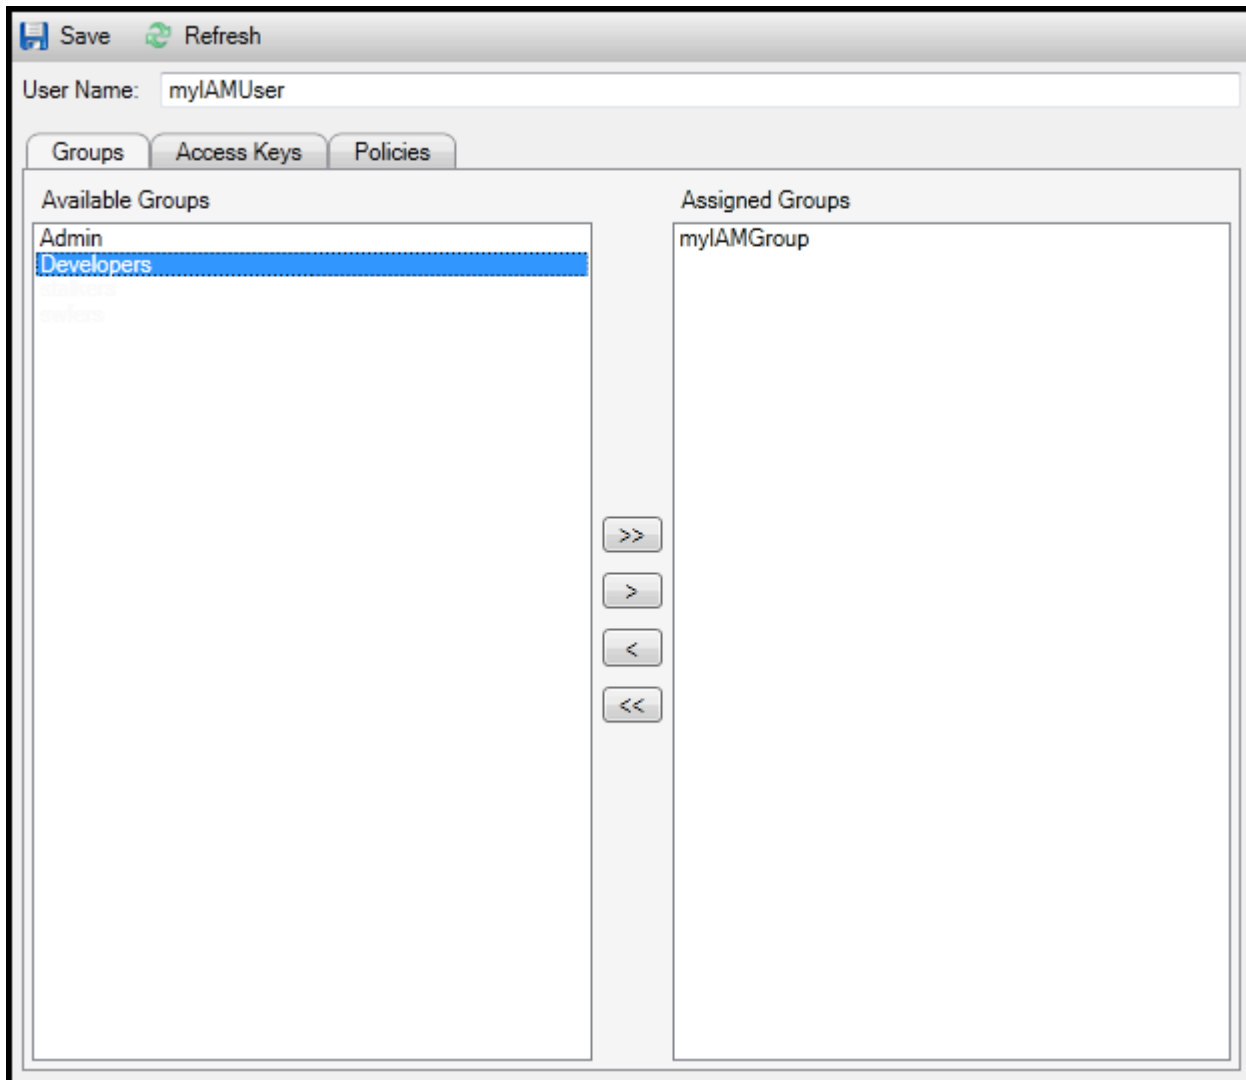 Save Refresh
User Name: myIAMUser
Groups Access Keys Policies
Available Groups
Admin
Developers
Assigned Groups
myIAMGroup
>>
>
<
<<